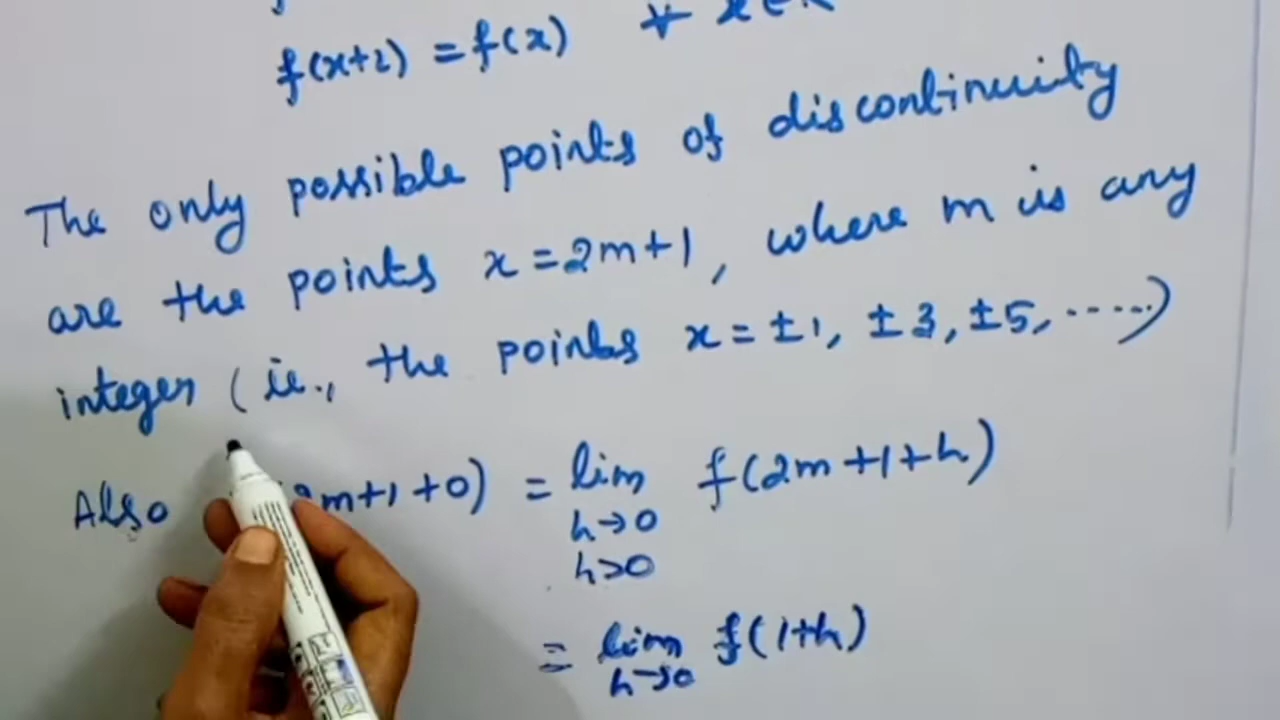 f(x+2) = f(x) ∀ x ∈
The only possible points of discontinuity
are the points x = 2m+1, where m is any
integer (ie., the points x = ±1, ±3, ±5, .....)
Also 2m+1+0) = lim f(2m+1+h)
h→0
h>0
= lim f(1+h)
h→0